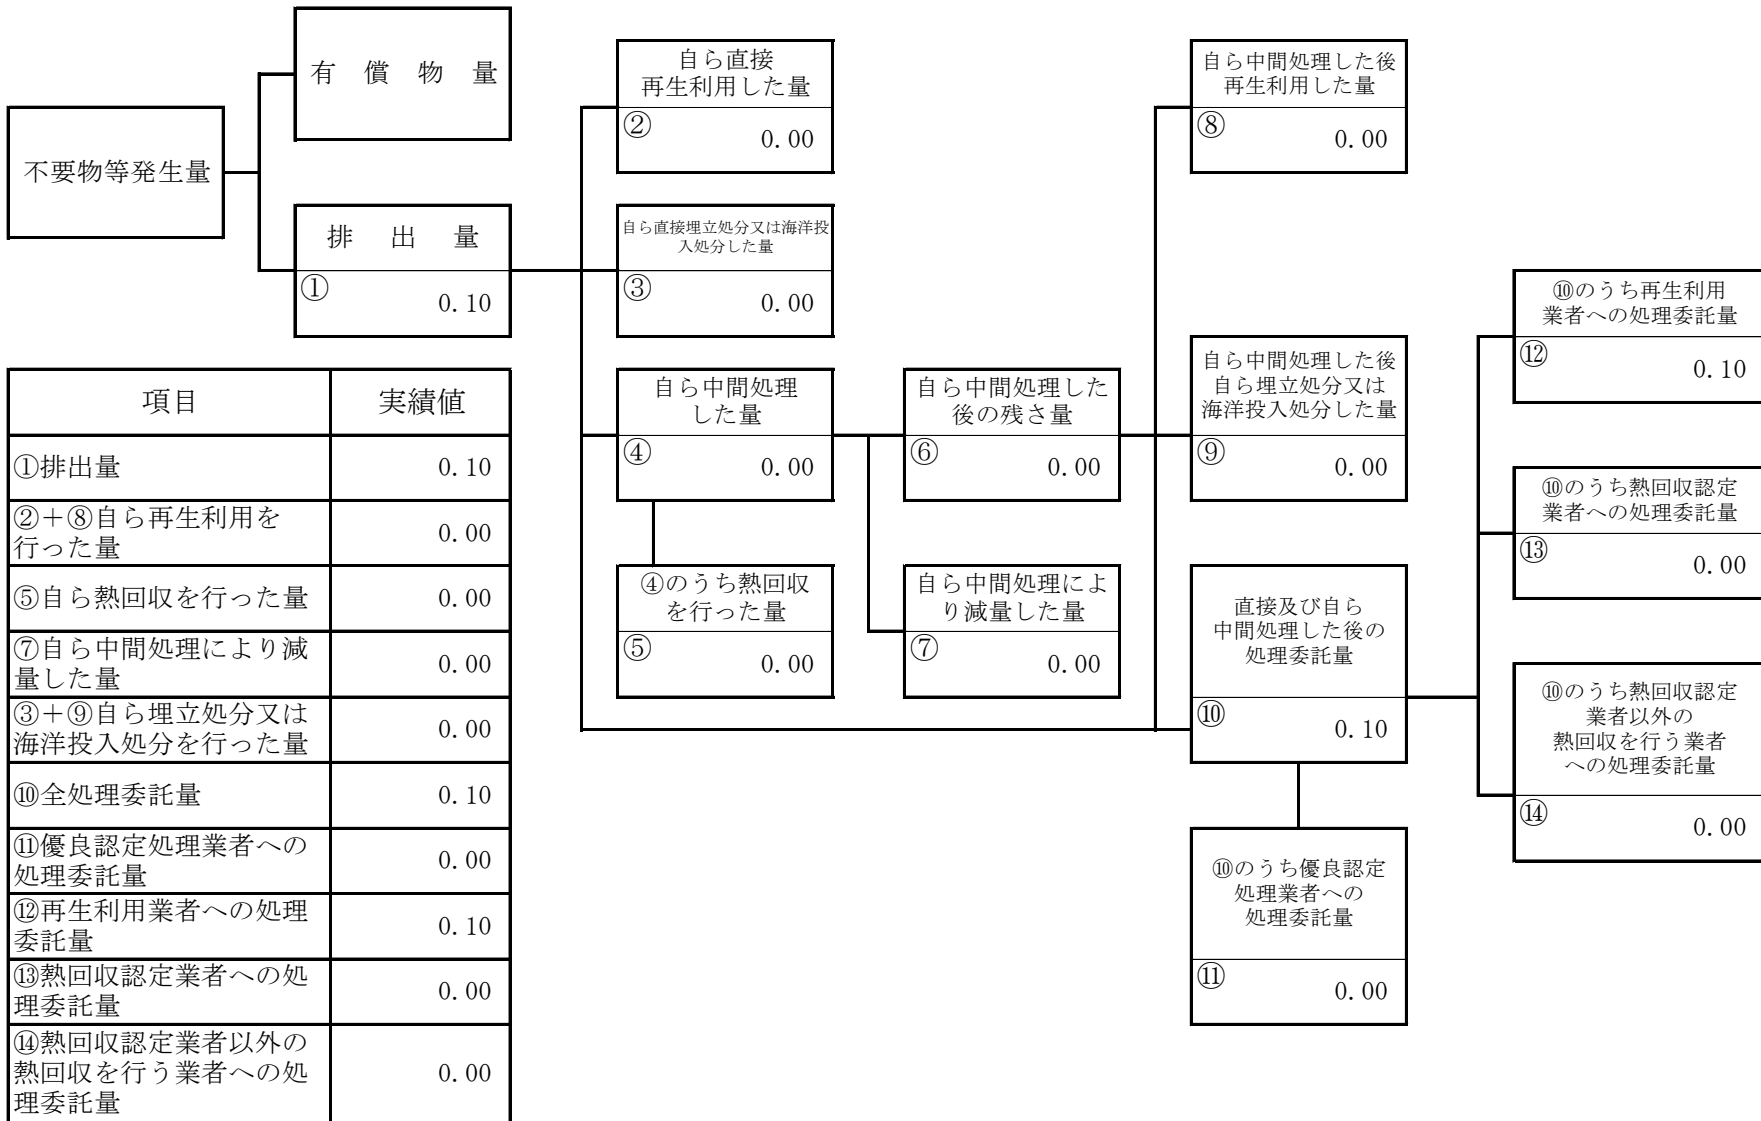 有償物量
不要物等発生量
排出量
①
0.10
自ら直接
再生利用した量
②
0.00
自ら直接埋立処分又は海洋投
入処分した量
③
0.00
自ら中間処理
した量
④
0.00
④のうち熱回収
を行った量
⑤
0.00
自ら中間処理した
後の残さ量
⑥
0.00
自ら中間処理によ
り減量した量
⑦
0.00
自ら中間処理した後
再生利用した量
⑧
0.00
自ら中間処理した後
自ら埋立処分又は
海洋投入処分した量
⑨
0.00
直接及び自ら
中間処理した後の
処理委託量
⑩
0.10
⑩のうち優良認定
処理業者への
処理委託量
⑪
0.00
⑩のうち再生利用
業者への処理委託量
⑫
0.10
⑩のうち熱回収認定
業者への処理委託量
⑬
0.00
⑩のうち熱回収認定
業者以外の
熱回収を行う業者
への処理委託量
⑭
0.00
項目 実績値
①排出量 0.10
②＋⑧自ら再生利用を
行った量 0.00
⑤自ら熱回収を行った量 0.00
⑦自ら中間処理により減
量した量 0.00
③＋⑨自ら埋立処分又は
海洋投入処分を行った量 0.00
⑩全処理委託量 0.10
⑪優良認定処理業者への
処理委託量 0.00
⑫再生利用業者への処理
委託量 0.10
⑬熱回収認定業者への処
理委託量 0.00
⑭熱回収認定業者以外の
熱回収を行う業者への処
理委託量 0.00